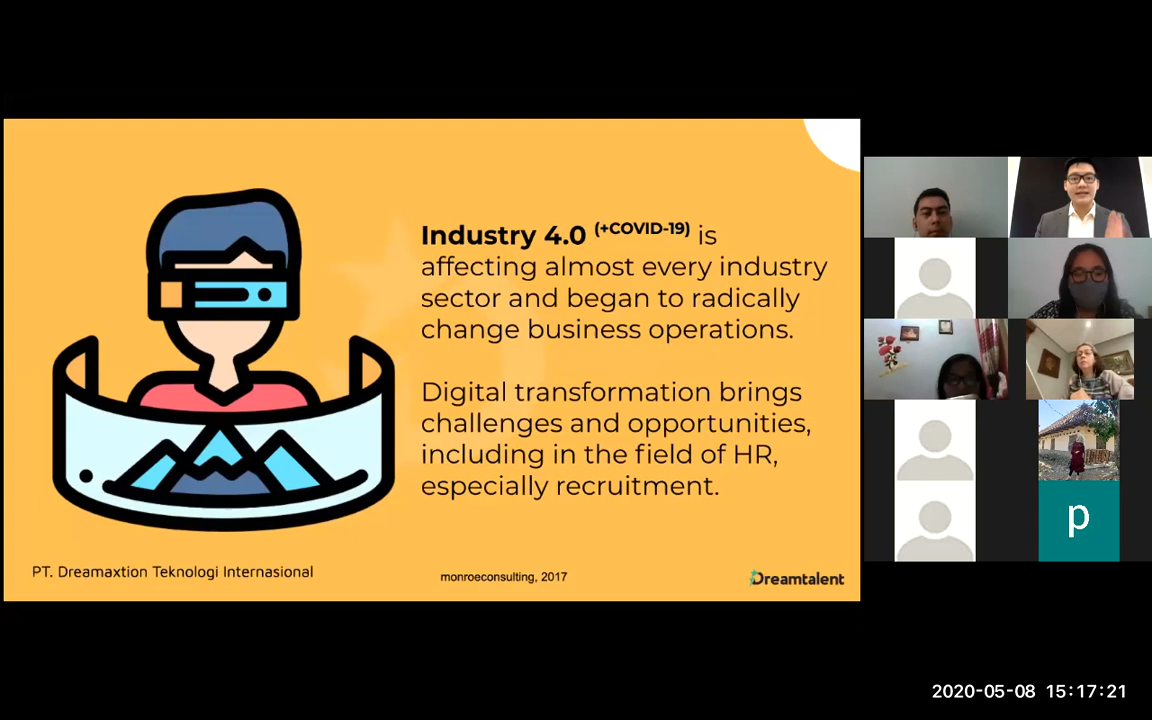 Industry 4.0 (+COVID-19) is
affecting almost every industry
sector and began to radically
change business operations.
Digital transformation brings
challenges and opportunities,
including in the field of HR,
especially recruitment.
PT. Dreamaxtion Teknologi Internasional
monroeconsulting, 2017
Dreamtalent
p
2020-05-08 15:17:21